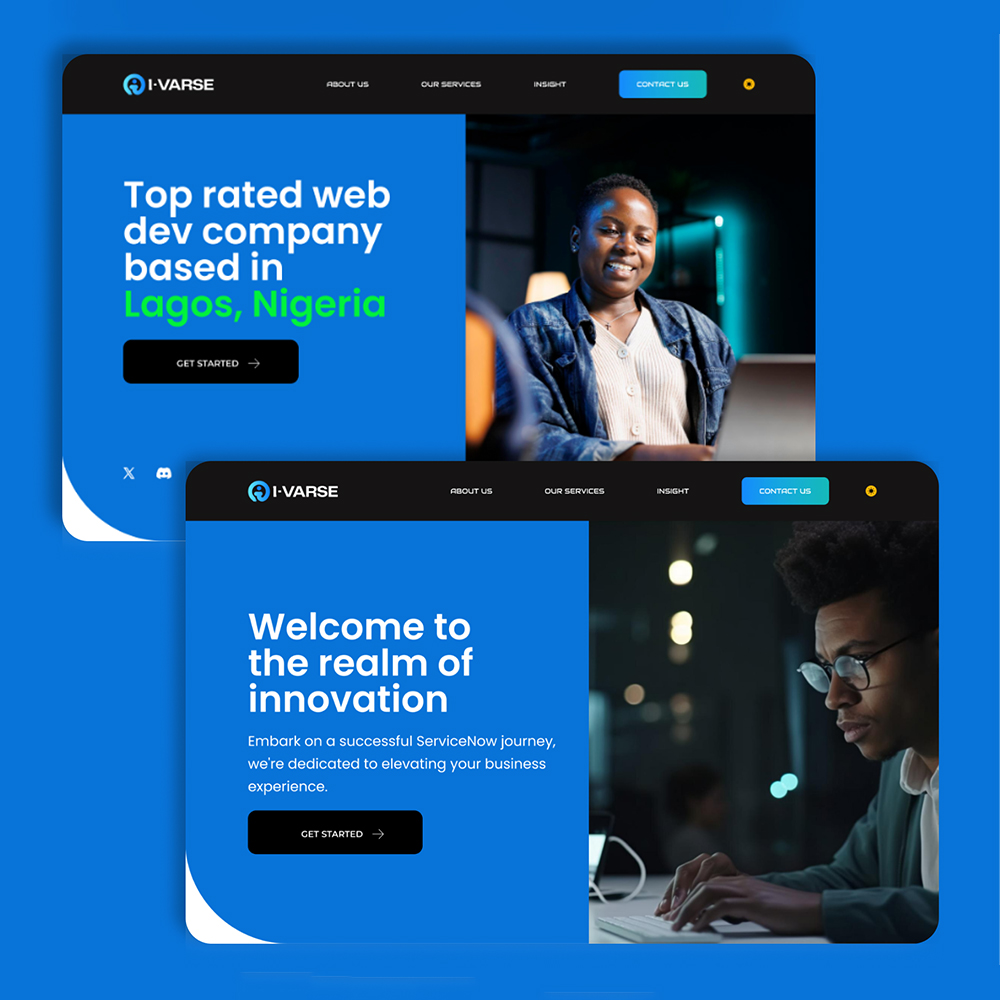 I-VARSE
ABOUT US
OUR SERVICES
INSIGHT
CONTACT US
Top rated web
dev company
based in
Lagos, Nigeria
GET STARTED
I-VARSE
ABOUT US
OUR SERVICES
INSIGHT
CONTACT US
Welcome to
the realm of
innovation
Embark on a successful ServiceNow journey,
we're dedicated to elevating your business
experience.
GET STARTED